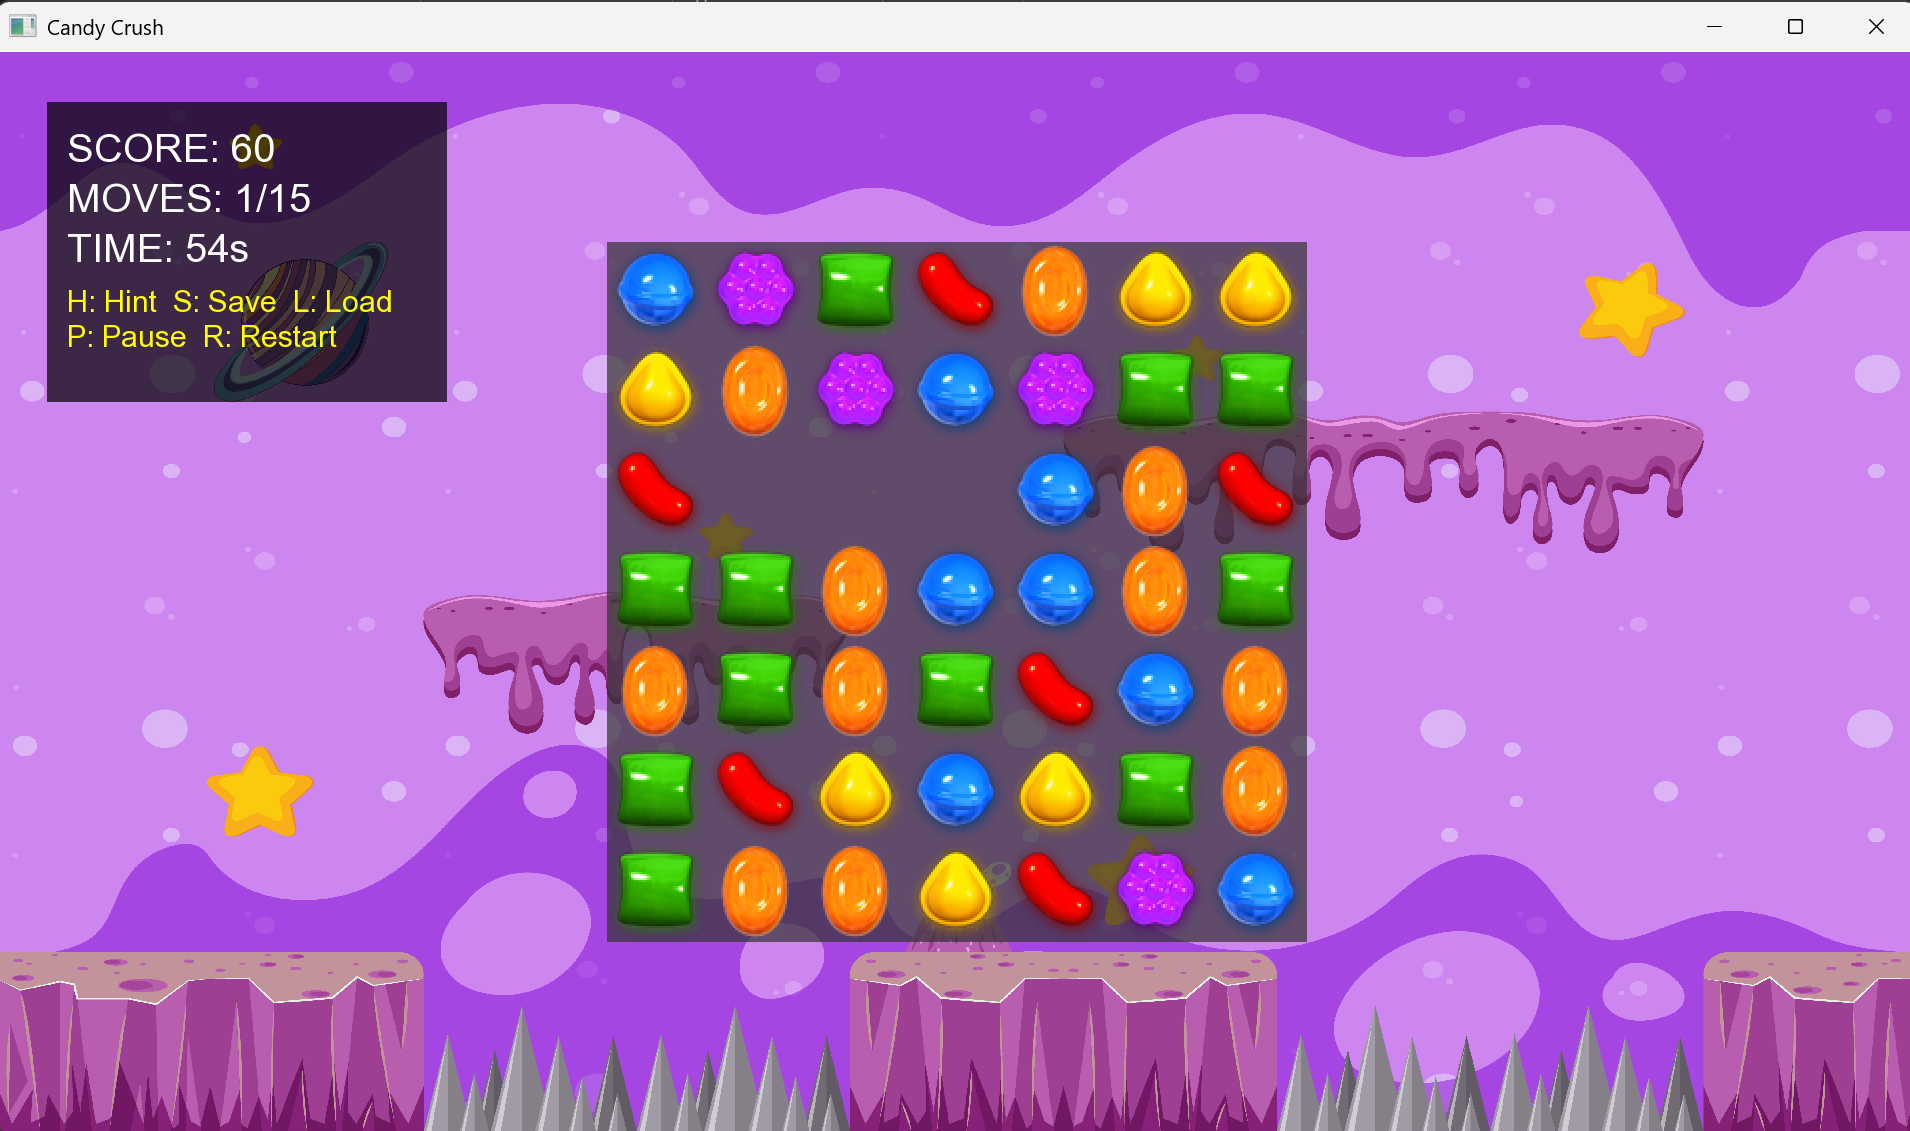 Candy Crush
SCORE: 60
MOVES: 1/15
TIME: 54s
H: Hint  S: Save  L: Load
P: Pause  R: Restart